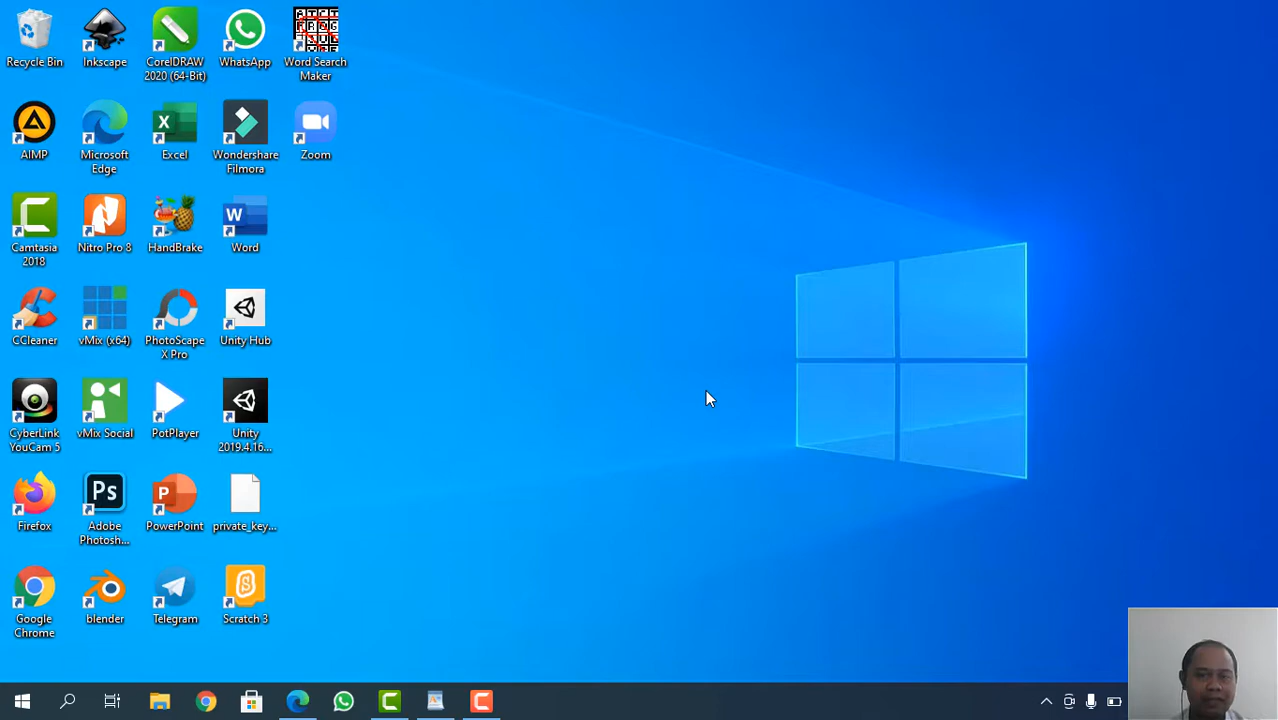 Recycle Bin
Inkscape
CorelDRAW
2020 (64-Bit)
WhatsApp
Word Search
Maker
AIMP
Microsoft
Edge
Excel
Wondershare
Filmora
Zoom
Camtasia
2018
Nitro Pro 8
HandBrake
Word
CCleaner
vMix (x64)
PhotoScape
X Pro
Unity Hub
CyberLink
YouCam 5
vMix Social
PotPlayer
Unity
2019.4.16...
Firefox
Adobe
Photosh...
PowerPoint
private_key...
Google
Chrome
blender
Telegram
Scratch 3